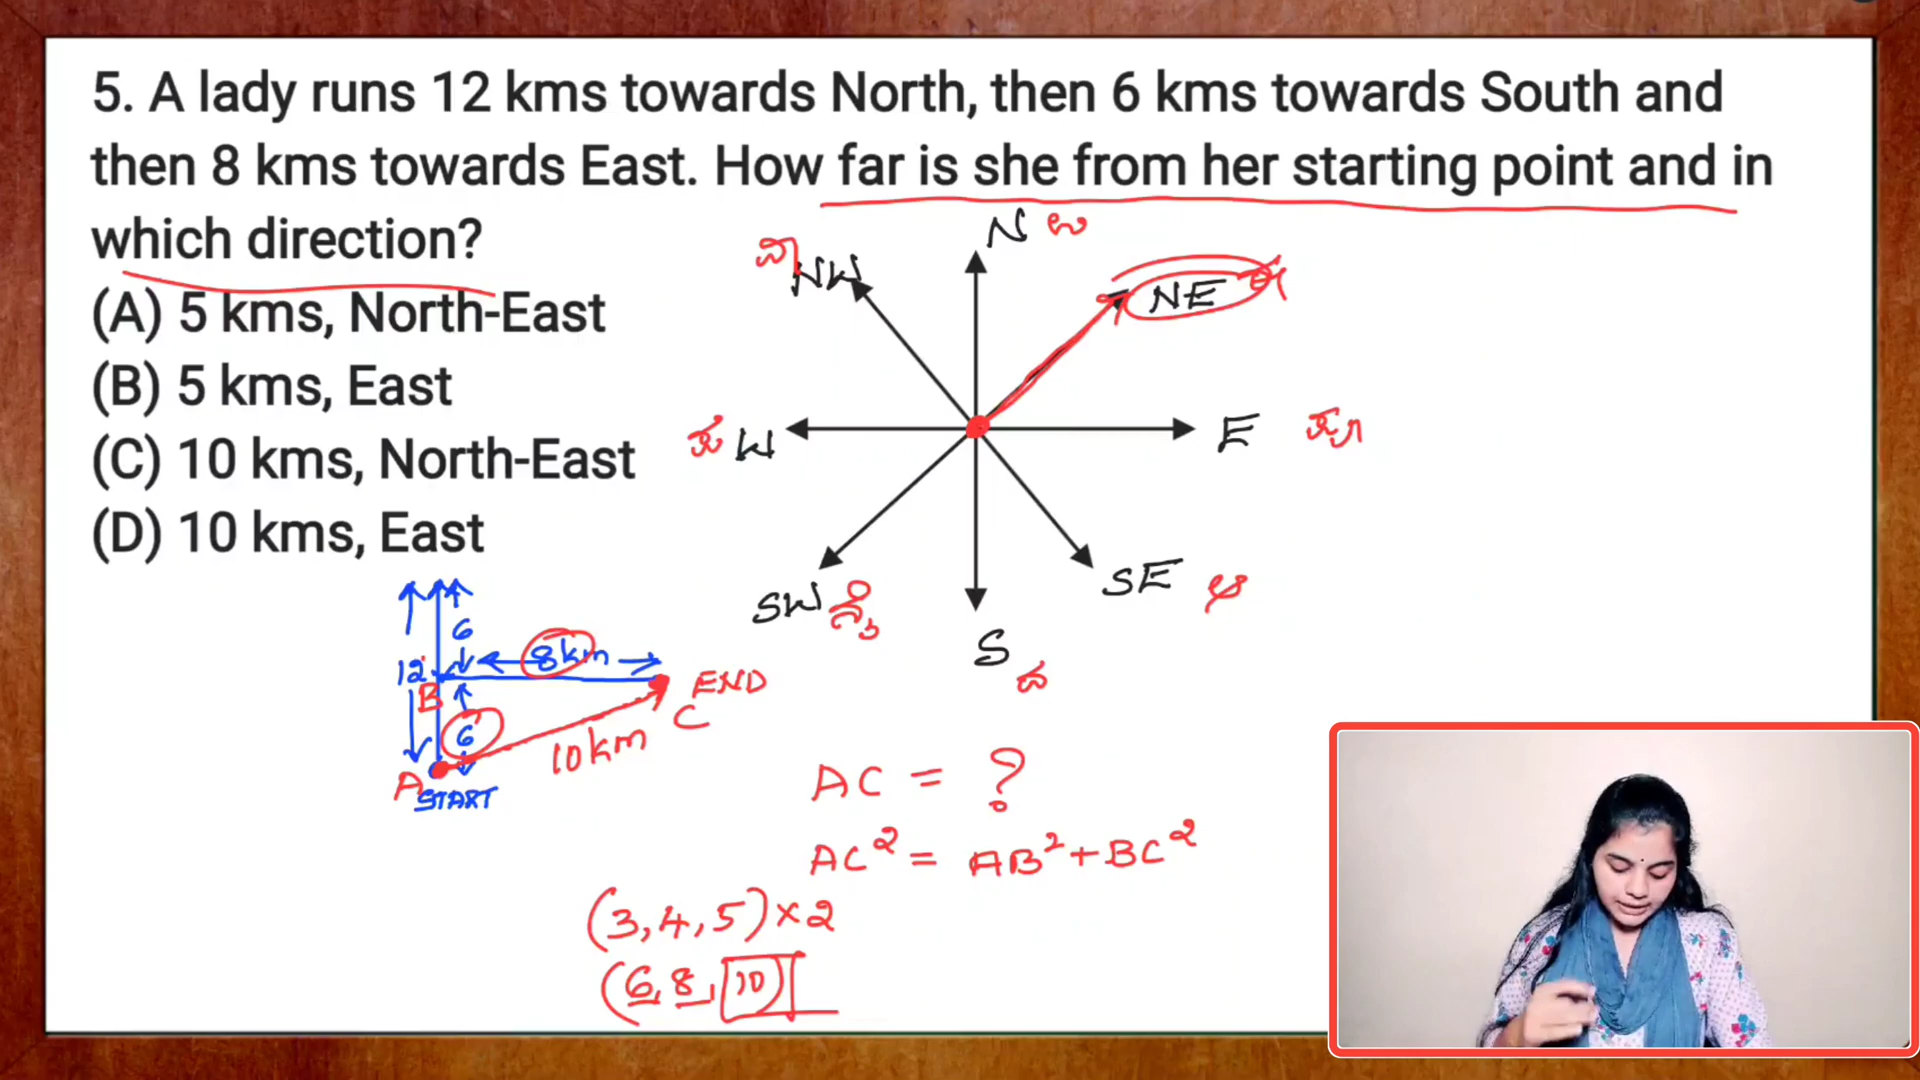 5. A lady runs 12 kms towards North, then 6 kms towards South and
then 8 kms towards East. How far is she from her starting point and in
which direction?
(A) 5 kms, North-East
(B) 5 kms, East
(C) 10 kms, North-East
(D) 10 kms, East
N ಉ
NW
NE
W
E
SW
SE ಆ
S ದ
6
12
8km
B
END
C
6
10km
A
START
AC = ?
AC² = AB² + BC²
(3,4,5)×2
(6,8,10)